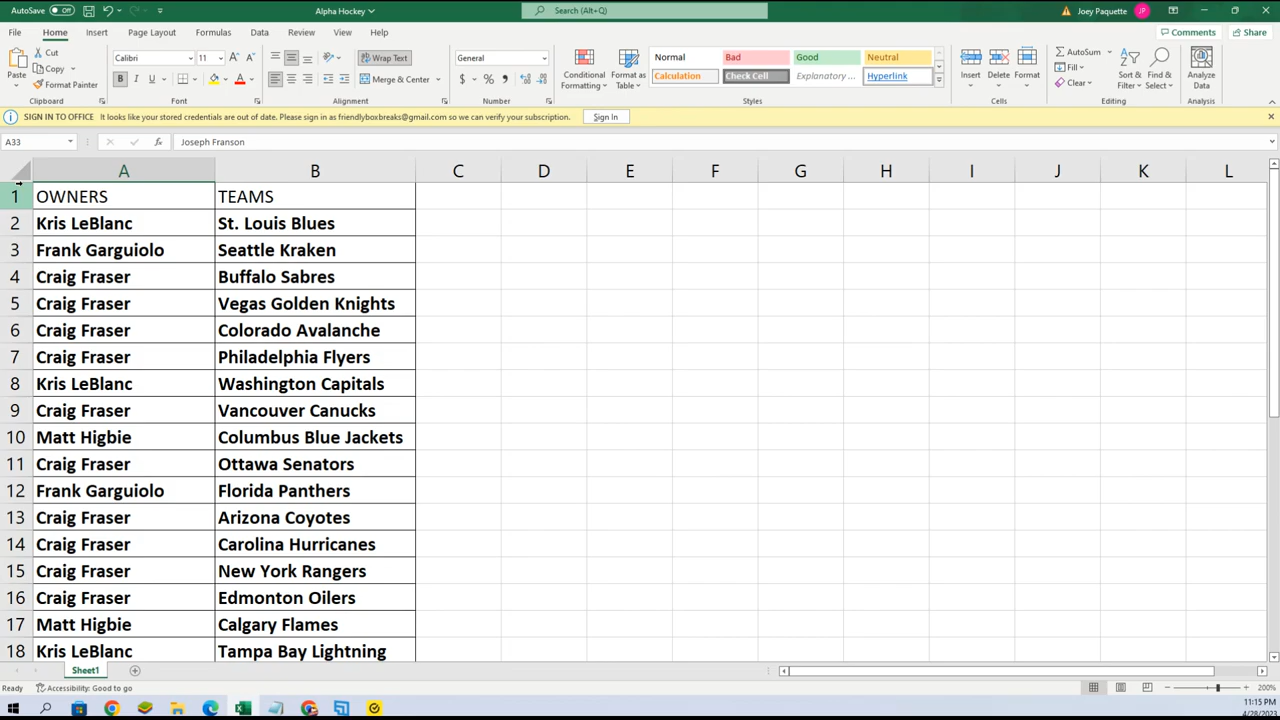 AutoSave Off Alpha Hockey Search (Alt+Q) Joey Paquette JP
File Home Insert Page Layout Formulas Data Review View Help Comments Share
Paste Cut Copy Format Painter Clipboard
Calibri 11 B I U A Font
Wrap Text Merge & Center Alignment
General $ % , Number
Conditional Formatting Format as Table Normal Bad Good Neutral
Calculation Check Cell Explanatory ... Hyperlink Styles
Insert Delete Format Cells
AutoSum Fill Clear Sort & Filter Find & Select Editing
Analyze Data Analysis
SIGN IN TO OFFICE It looks like your stored credentials are out of date. Please sign in as friendlyboxbreaks@gmail.com so we can verify your subscription. Sign In
A33 fx Joseph Franson
A B C D E F G H I J K L
1 OWNERS TEAMS
2 Kris LeBlanc St. Louis Blues
3 Frank Garguiolo Seattle Kraken
4 Craig Fraser Buffalo Sabres
5 Craig Fraser Vegas Golden Knights
6 Craig Fraser Colorado Avalanche
7 Craig Fraser Philadelphia Flyers
8 Kris LeBlanc Washington Capitals
9 Craig Fraser Vancouver Canucks
10 Matt Higbie Columbus Blue Jackets
11 Craig Fraser Ottawa Senators
12 Frank Garguiolo Florida Panthers
13 Craig Fraser Arizona Coyotes
14 Craig Fraser Carolina Hurricanes
15 Craig Fraser New York Rangers
16 Craig Fraser Edmonton Oilers
17 Matt Higbie Calgary Flames
18 Kris LeBlanc Tampa Bay Lightning
Sheet1
Ready Accessibility: Good to go 200%
11:15 PM
4/28/2023